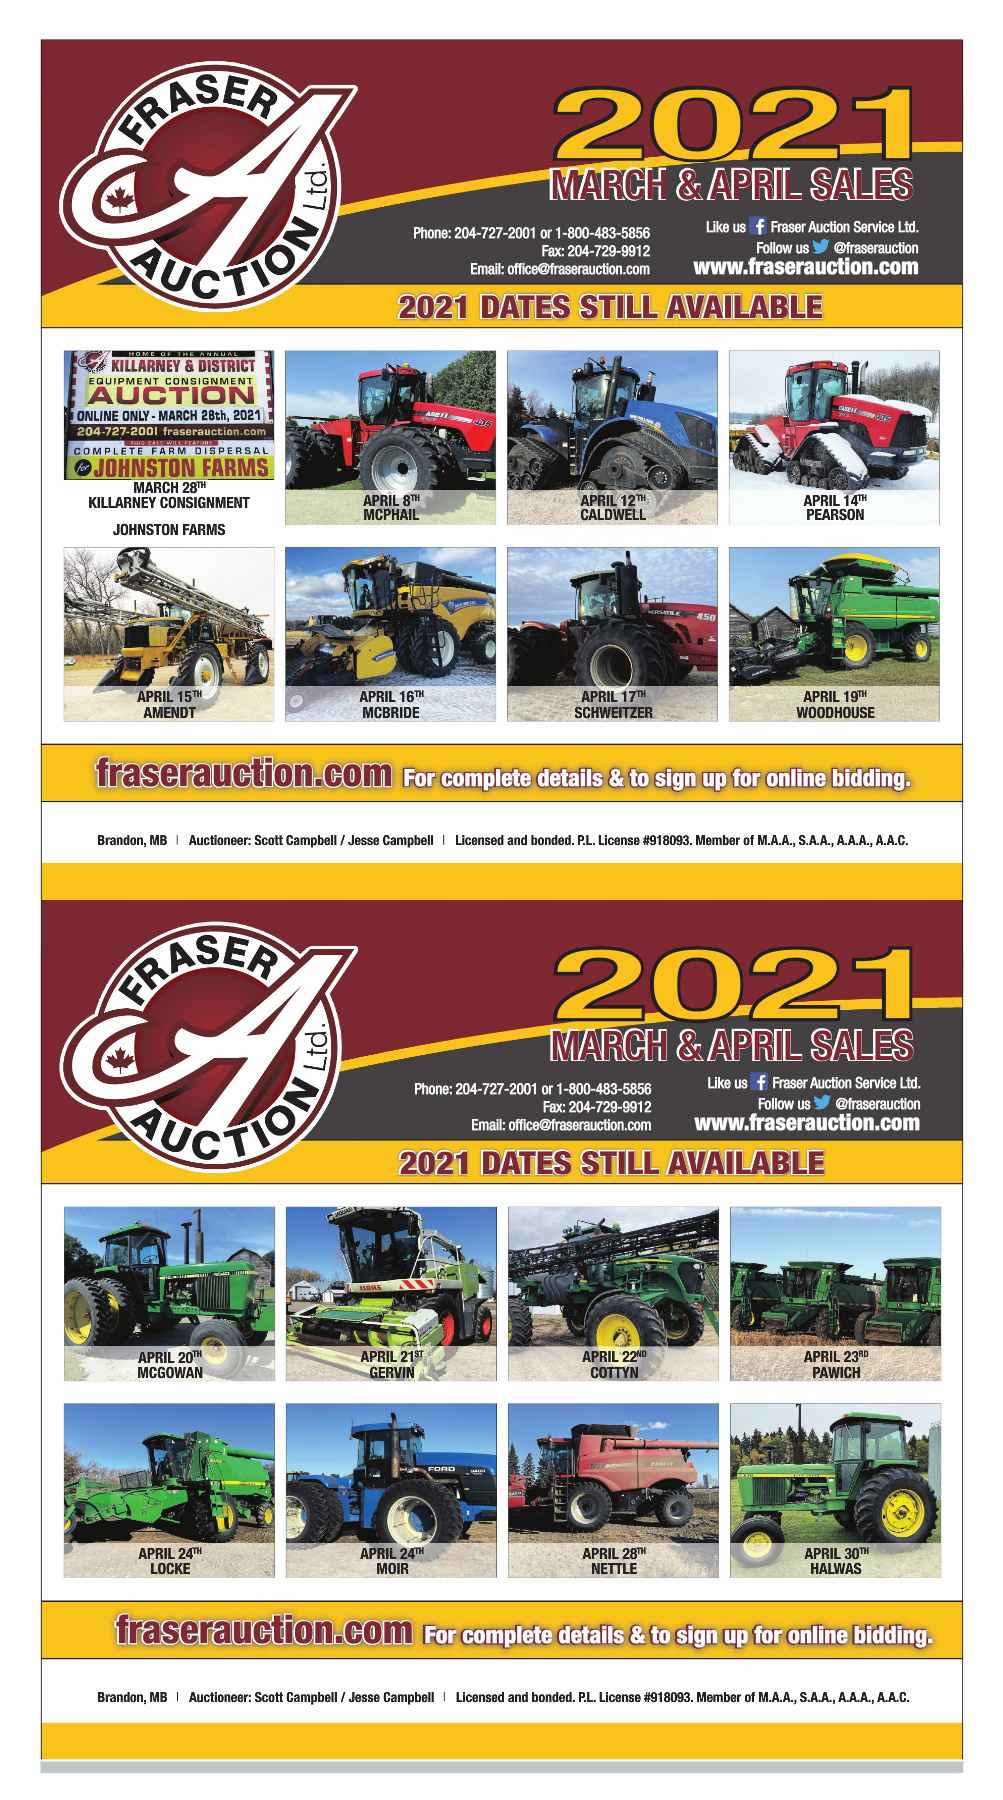 FRASER
AUCTION
Ltd.
2021
MARCH & APRIL SALES
Phone: 204-727-2001 or 1-800-483-5856
Fax: 204-729-9912
Email: office@fraserauction.com
Like us f Fraser Auction Service Ltd.
Follow us @fraserauction
www.fraserauction.com
2021 DATES STILL AVAILABLE
HOME OF THE ANNUAL
KILLARNEY & DISTRICT
EQUIPMENT CONSIGNMENT
AUCTION
ONLINE ONLY - MARCH 28th, 2021
204-727-2001 fraserauction.com
THIS SALE WILL FEATURE
COMPLETE FARM DISPERSAL
for JOHNSTON FARMS
MARCH 28TH
KILLARNEY CONSIGNMENT
JOHNSTON FARMS
APRIL 8TH
MCPHAIL
APRIL 12TH
CALDWELL
CASE IH
APRIL 14TH
PEARSON
APRIL 15TH
AMENDT
APRIL 16TH
MCBRIDE
VERSATILE 450
APRIL 17TH
SCHWEITZER
APRIL 19TH
WOODHOUSE
fraserauction.com For complete details & to sign up for online bidding.
Brandon, MB | Auctioneer: Scott Campbell / Jesse Campbell | Licensed and bonded. P.L. License #918093. Member of M.A.A., S.A.A., A.A.A., A.A.C.
FRASER
AUCTION
Ltd.
2021
MARCH & APRIL SALES
Phone: 204-727-2001 or 1-800-483-5856
Fax: 204-729-9912
Email: office@fraserauction.com
Like us f Fraser Auction Service Ltd.
Follow us @fraserauction
www.fraserauction.com
2021 DATES STILL AVAILABLE
APRIL 20TH
MCGOWAN
CLAAS
APRIL 21ST
GERVIN
APRIL 22ND
COTTYN
APRIL 23RD
PAWICH
APRIL 24TH
LOCKE
FORD
APRIL 24TH
MOIR
CASE IH
APRIL 28TH
NETTLE
APRIL 30TH
HALWAS
fraserauction.com For complete details & to sign up for online bidding.
Brandon, MB | Auctioneer: Scott Campbell / Jesse Campbell | Licensed and bonded. P.L. License #918093. Member of M.A.A., S.A.A., A.A.A., A.A.C.